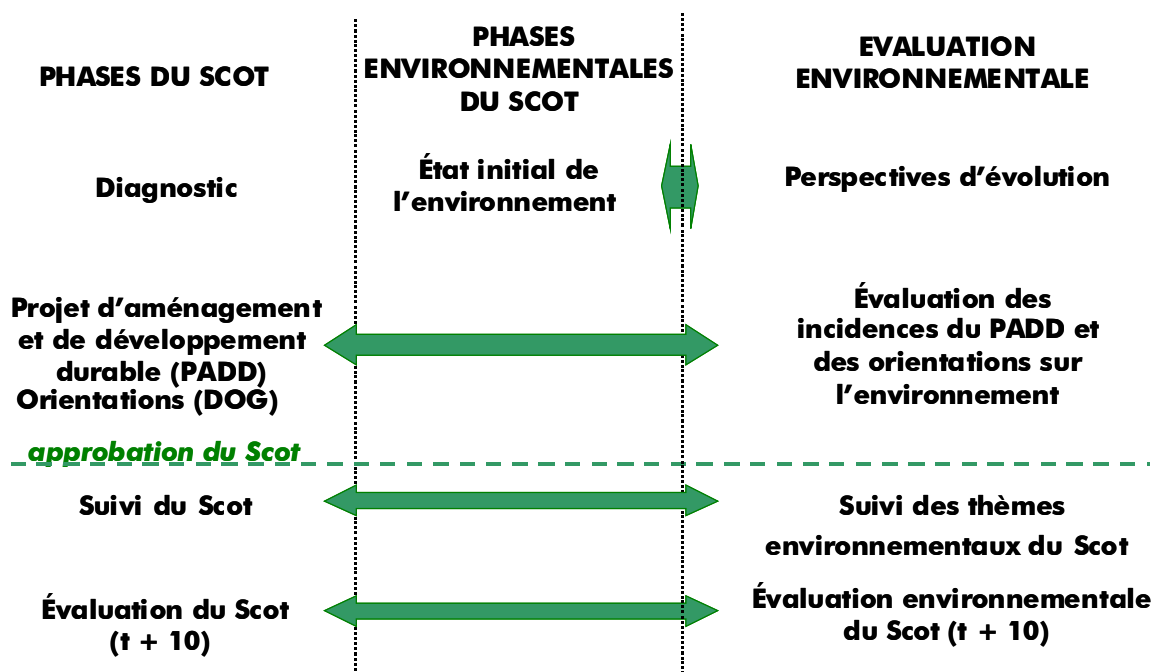 PHASES DU SCOT
PHASES
ENVIRONNEMENTALES
DU SCOT
EVALUATION
ENVIRONNEMENTALE
Diagnostic
État initial de
l’environnement
Perspectives d’évolution
Projet d’aménagement
et de développement
durable (PADD)
Orientations (DOG)
Évaluation des
incidences du PADD et
des orientations sur
l’environnement
approbation du Scot
Suivi du Scot
Suivi des thèmes
environnementaux du Scot
Évaluation du Scot
(t + 10)
Évaluation environnementale
du Scot (t + 10)